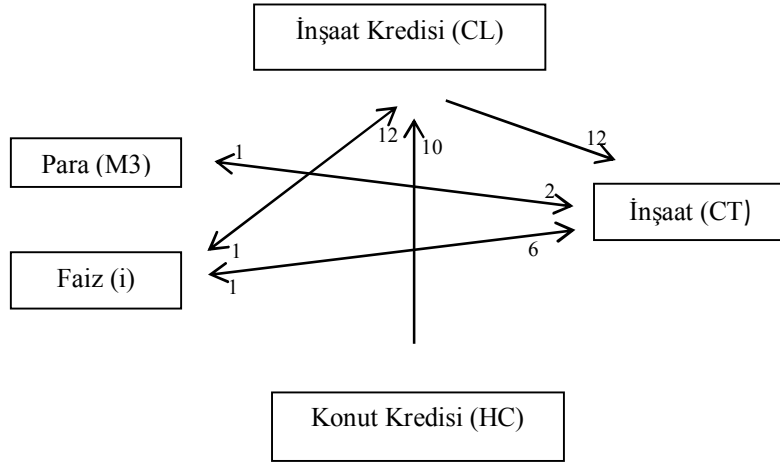 İnşaat Kredisi (CL)
12
10
12
Para (M3)
1
2
İnşaat (CT)
1
6
Faiz (i)
1
Konut Kredisi (HC)